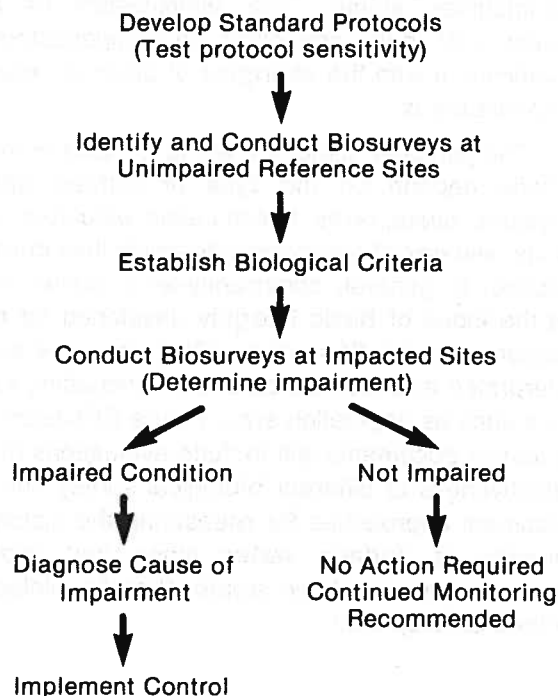 Develop Standard Protocols
(Test protocol sensitivity)
Identify and Conduct Biosurveys at
Unimpaired Reference Sites
Establish Biological Criteria
Conduct Biosurveys at Impacted Sites
(Determine impairment)
Impaired Condition
Not Impaired
Diagnose Cause of
Impairment
No Action Required
Continued Monitoring
Recommended
Implement Control